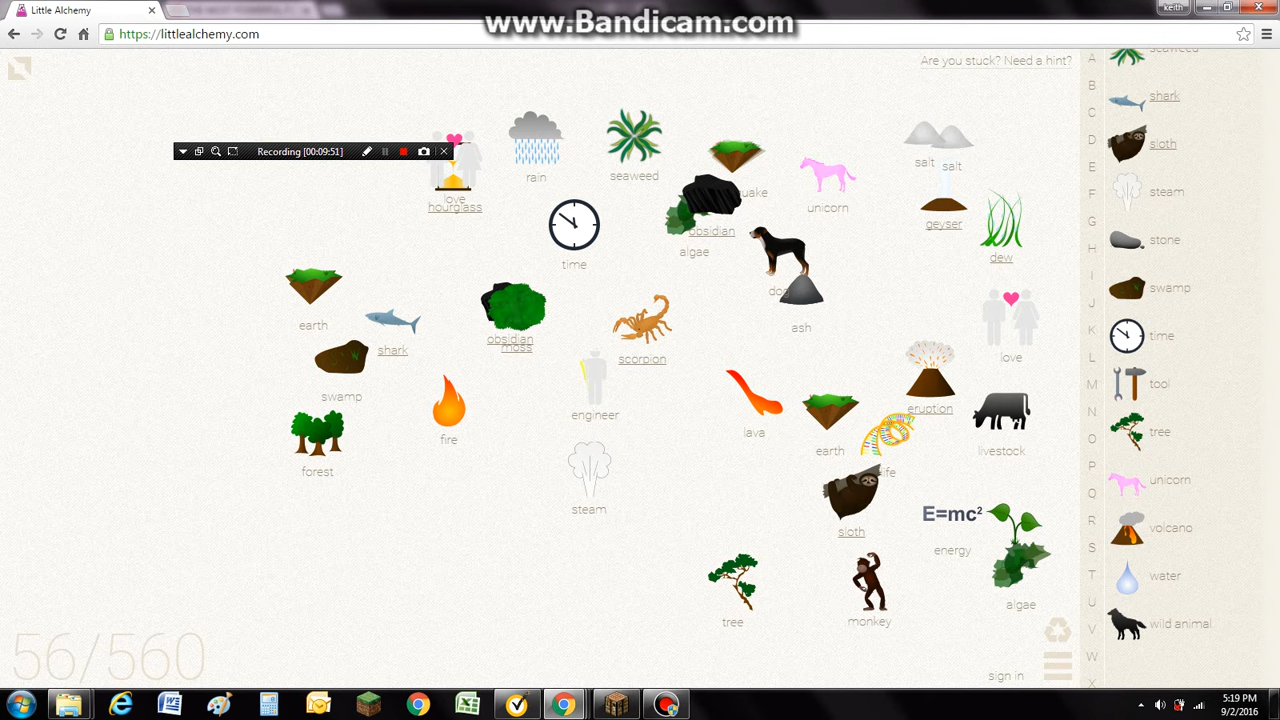 Little Alchemy
keith
www.Bandicam.com
https://littlealchemy.com
Are you stuck? Need a hint?
Recording [00:09:51]
love
hourglass
rain
seaweed
time
obsidian
algae
unicorn
salt
salt
geyser
dew
dog
ash
earth
shark
swamp
obsidian
moss
scorpion
engineer
love
forest
fire
steam
lava
earth
eruption
life
livestock
sloth
E=mc²
energy
algae
tree
monkey
56/560
sign in
A
B
C
D
E
F
G
H
I
J
K
L
M
N
O
P
Q
R
S
T
U
V
W
X
seaweed
shark
sloth
steam
stone
swamp
time
tool
tree
unicorn
volcano
water
wild animal
5:19 PM
9/2/2016